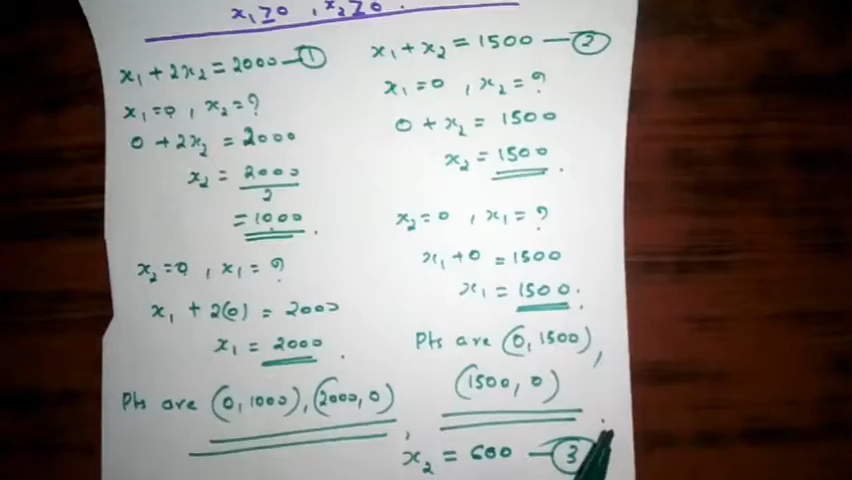 x₁ ≥ 0 , x₂ ≥ 0 .
x₁ + 2x₂ = 2000 — ①
x₁ = 0 , x₂ = ?
0 + 2x₂ = 2000
x₂ = 2000/2
= 1000 .
x₂ = 0 , x₁ = ?
x₁ + 2(0) = 2000
x₁ = 2000 .
Pts are (0, 1000), (2000, 0) ,
x₁ + x₂ = 1500 — ②
x₁ = 0 , x₂ = ?
0 + x₂ = 1500
x₂ = 1500 .
x₂ = 0 , x₁ = ?
x₁ + 0 = 1500
x₁ = 1500 .
Pts are (0, 1500) ,
(1500, 0) .
x₂ = 600 — ③